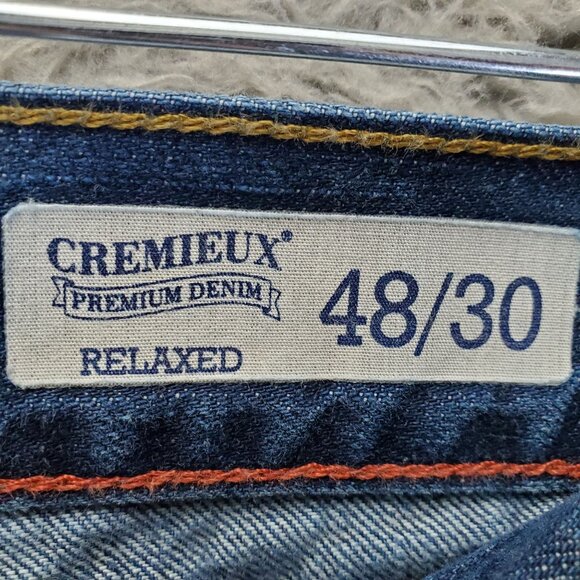 CREMIEUX®
PREMIUM DENIM
RELAXED
48/30